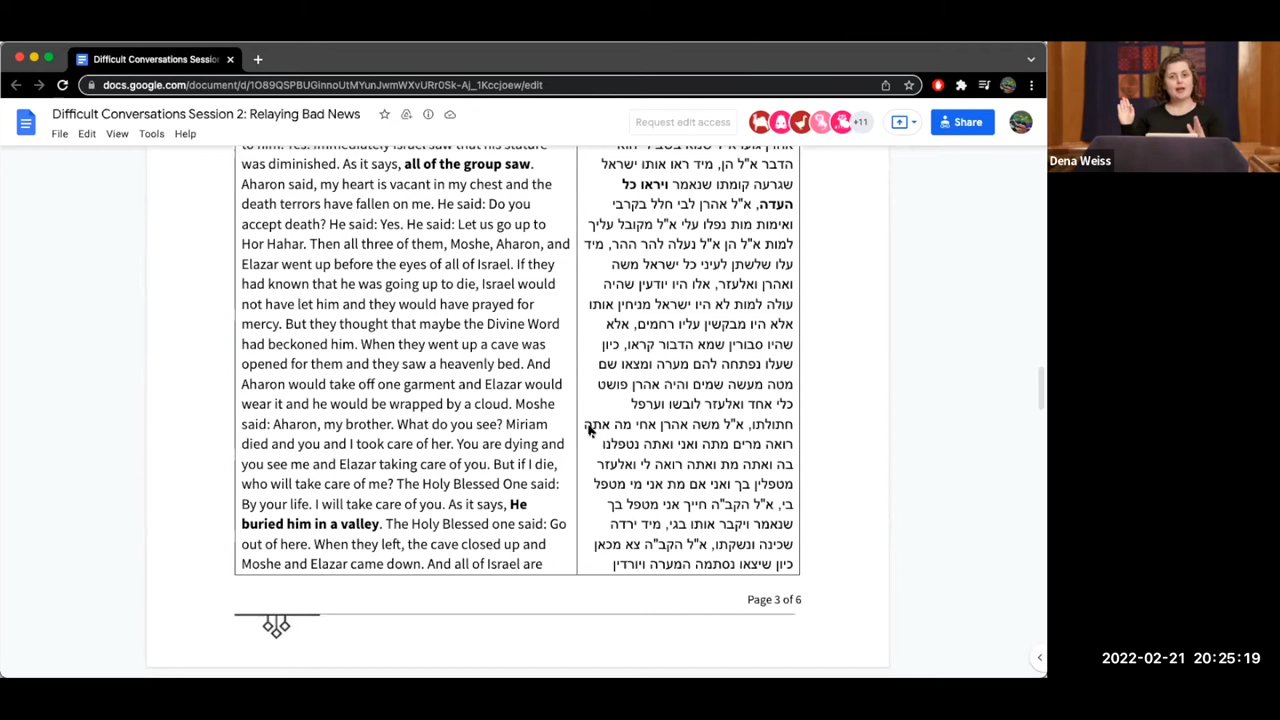 Difficult Conversations Session
docs.google.com/document/d/1O89QSPBUGinnoUtMYunJwmWXvURr0Sk-Aj_1Kccjoew/edit
Difficult Conversations Session 2: Relaying Bad News
File Edit View Tools Help
Request edit access
+11
Share
Dena Weiss
to him. Yes. Immediately Israel saw that his stature
was diminished. As it says, all of the group saw.
Aharon said, my heart is vacant in my chest and the
death terrors have fallen on me. He said: Do you
accept death? He said: Yes. He said: Let us go up to
Hor Hahar. Then all three of them, Moshe, Aharon, and
Elazar went up before the eyes of all of Israel. If they
had known that he was going up to die, Israel would
not have let him and they would have prayed for
mercy. But they thought that maybe the Divine Word
had beckoned him. When they went up a cave was
opened for them and they saw a heavenly bed. And
Aharon would take off one garment and Elazar would
wear it and he would be wrapped by a cloud. Moshe
said: Aharon, my brother. What do you see? Miriam
died and you and I took care of her. You are dying and
you see me and Elazar taking care of you. But if I die,
who will take care of me? The Holy Blessed One said:
By your life. I will take care of you. As it says, He
buried him in a valley. The Holy Blessed one said: Go
out of here. When they left, the cave closed up and
Moshe and Elazar came down. And all of Israel are
הדבר א"ל הן, מיד ראו אותו ישראל
שגרעה קומתו שנאמר ויראו כל
העדה, א"ל אהרן לבי חלל בקרבי
ואימות מות נפלו עלי א"ל מקובל עליך
למות א"ל הן א"ל נעלה להר ההר, מיד
עלו שלשתן לעיני כל ישראל משה
ואהרן ואלעזר, אלו היו יודעין שהיה
עולה למות לא היו ישראל מניחין אותו
אלא היו מבקשין עליו רחמים, אלא
שהיו סבורין שמא הדבור קראו, כיון
שעלו נפתחה להם מערה ומצאו שם
מטה מעשה שמים והיה אהרן פושט
כלי אחד ואלעזר לובשו וערפל
חתולתו, א"ל משה אהרן אחי מה אתה
רואה מרים מתה ואני ואתה נטפלנו
בה ואתה מת ואתה רואה לי ואלעזר
מטפלין בך ואני אם מת אני מי מטפל
בי, א"ל הקב"ה חייך אני מטפל בך
שנאמר ויקבר אותו בגי, מיד ירדה
שכינה ונשקתו, א"ל הקב"ה צא מכאן
כיון שיצאו נסתמה המערה ויורדין
Page 3 of 6
2022-02-21 20:25:19